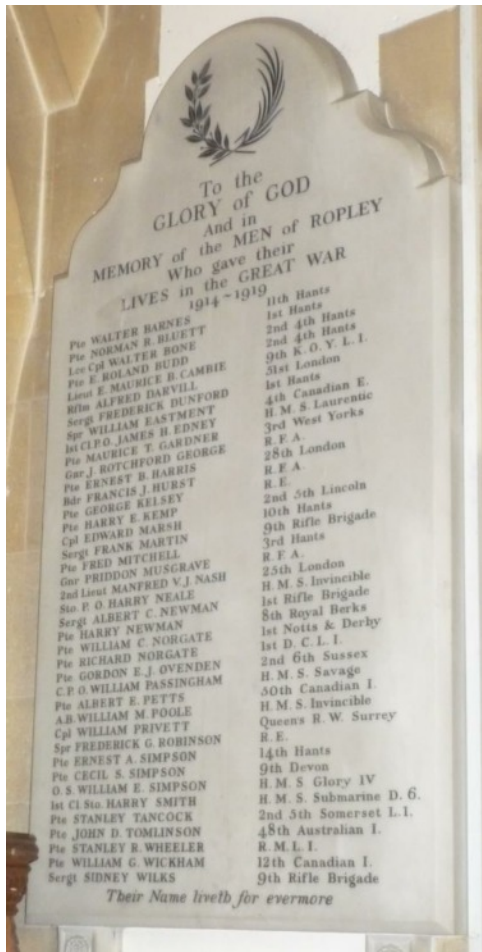 To the
GLORY of GOD
And in
MEMORY of the MEN of ROPLEY
Who gave their
LIVES in the GREAT WAR
1914~1919
Pte WALTER BARNES 11th Hants
Pte NORMAN R. BLUETT 1st Hants
Lce Cpl WALTER BONE 2nd 4th Hants
Pte E. ROLAND BUDD 2nd 4th Hants
Lieut E. MAURICE B. CAMBIE 9th K.O.Y.L.I.
Rflm ALFRED DARVILL London
Sergt FREDERICK DUNFORD 1st Hants
Spr WILLIAM EASTMENT 4th Canadian E.
1st Cl P.O. JAMES H. EDNEY H.M.S. Laurentic
Pte MAURICE T. GARDNER 3rd West Yorks
Gnr J. ROTCHFORD GEORGE R.F.A.
Pte ERNEST B. HARRIS 28th London
Bdr FRANCIS J. HURST R.F.A.
Pte GEORGE KELSEY R.E.
Pte HARRY E. KEMP 2nd 5th Lincoln
Cpl EDWARD MARSH 10th Hants
Sergt FRANK MARTIN 9th Rifle Brigade
Pte FRED MITCHELL 3rd Hants
Gnr PRIDDON MUSGRAVE R.F.A.
2nd Lieut MANFRED V.J. NASH 25th London
Sto. P.O. HARRY NEALE H.M.S. Invincible
Sergt ALBERT C. NEWMAN 1st Rifle Brigade
Pte HARRY NEWMAN 8th Royal Berks
Pte WILLIAM C. NORGATE 1st Notts & Derby
Pte RICHARD NORGATE 1st D.C.L.I.
Pte GORDON E.J. OVENDEN 2nd 6th Sussex
C.P.O. WILLIAM PASSINGHAM H.M.S. Savage
Pte ALBERT E. PETTS 50th Canadian I.
A.B. WILLIAM M. POOLE H.M.S. Invincible
Cpl WILLIAM PRIVETT Queens R.W. Surrey
Spr FREDERICK G. ROBINSON R.E.
Pte ERNEST A. SIMPSON 14th Hants
Pte CECIL S. SIMPSON 9th Devon
O.S. WILLIAM E. SIMPSON H.M.S Glory IV
1st Cl Sto. HARRY SMITH H.M.S. Submarine D.6.
Pte STANLEY TANCOCK 2nd 5th Somerset L.I.
Pte JOHN D. TOMLINSON 48th Australian I.
Pte STANLEY R. WHEELER R.M.L.I.
Pte WILLIAM G. WICKHAM 12th Canadian I.
Sergt SIDNEY WILKS 9th Rifle Brigade
Their Name liveth for evermore